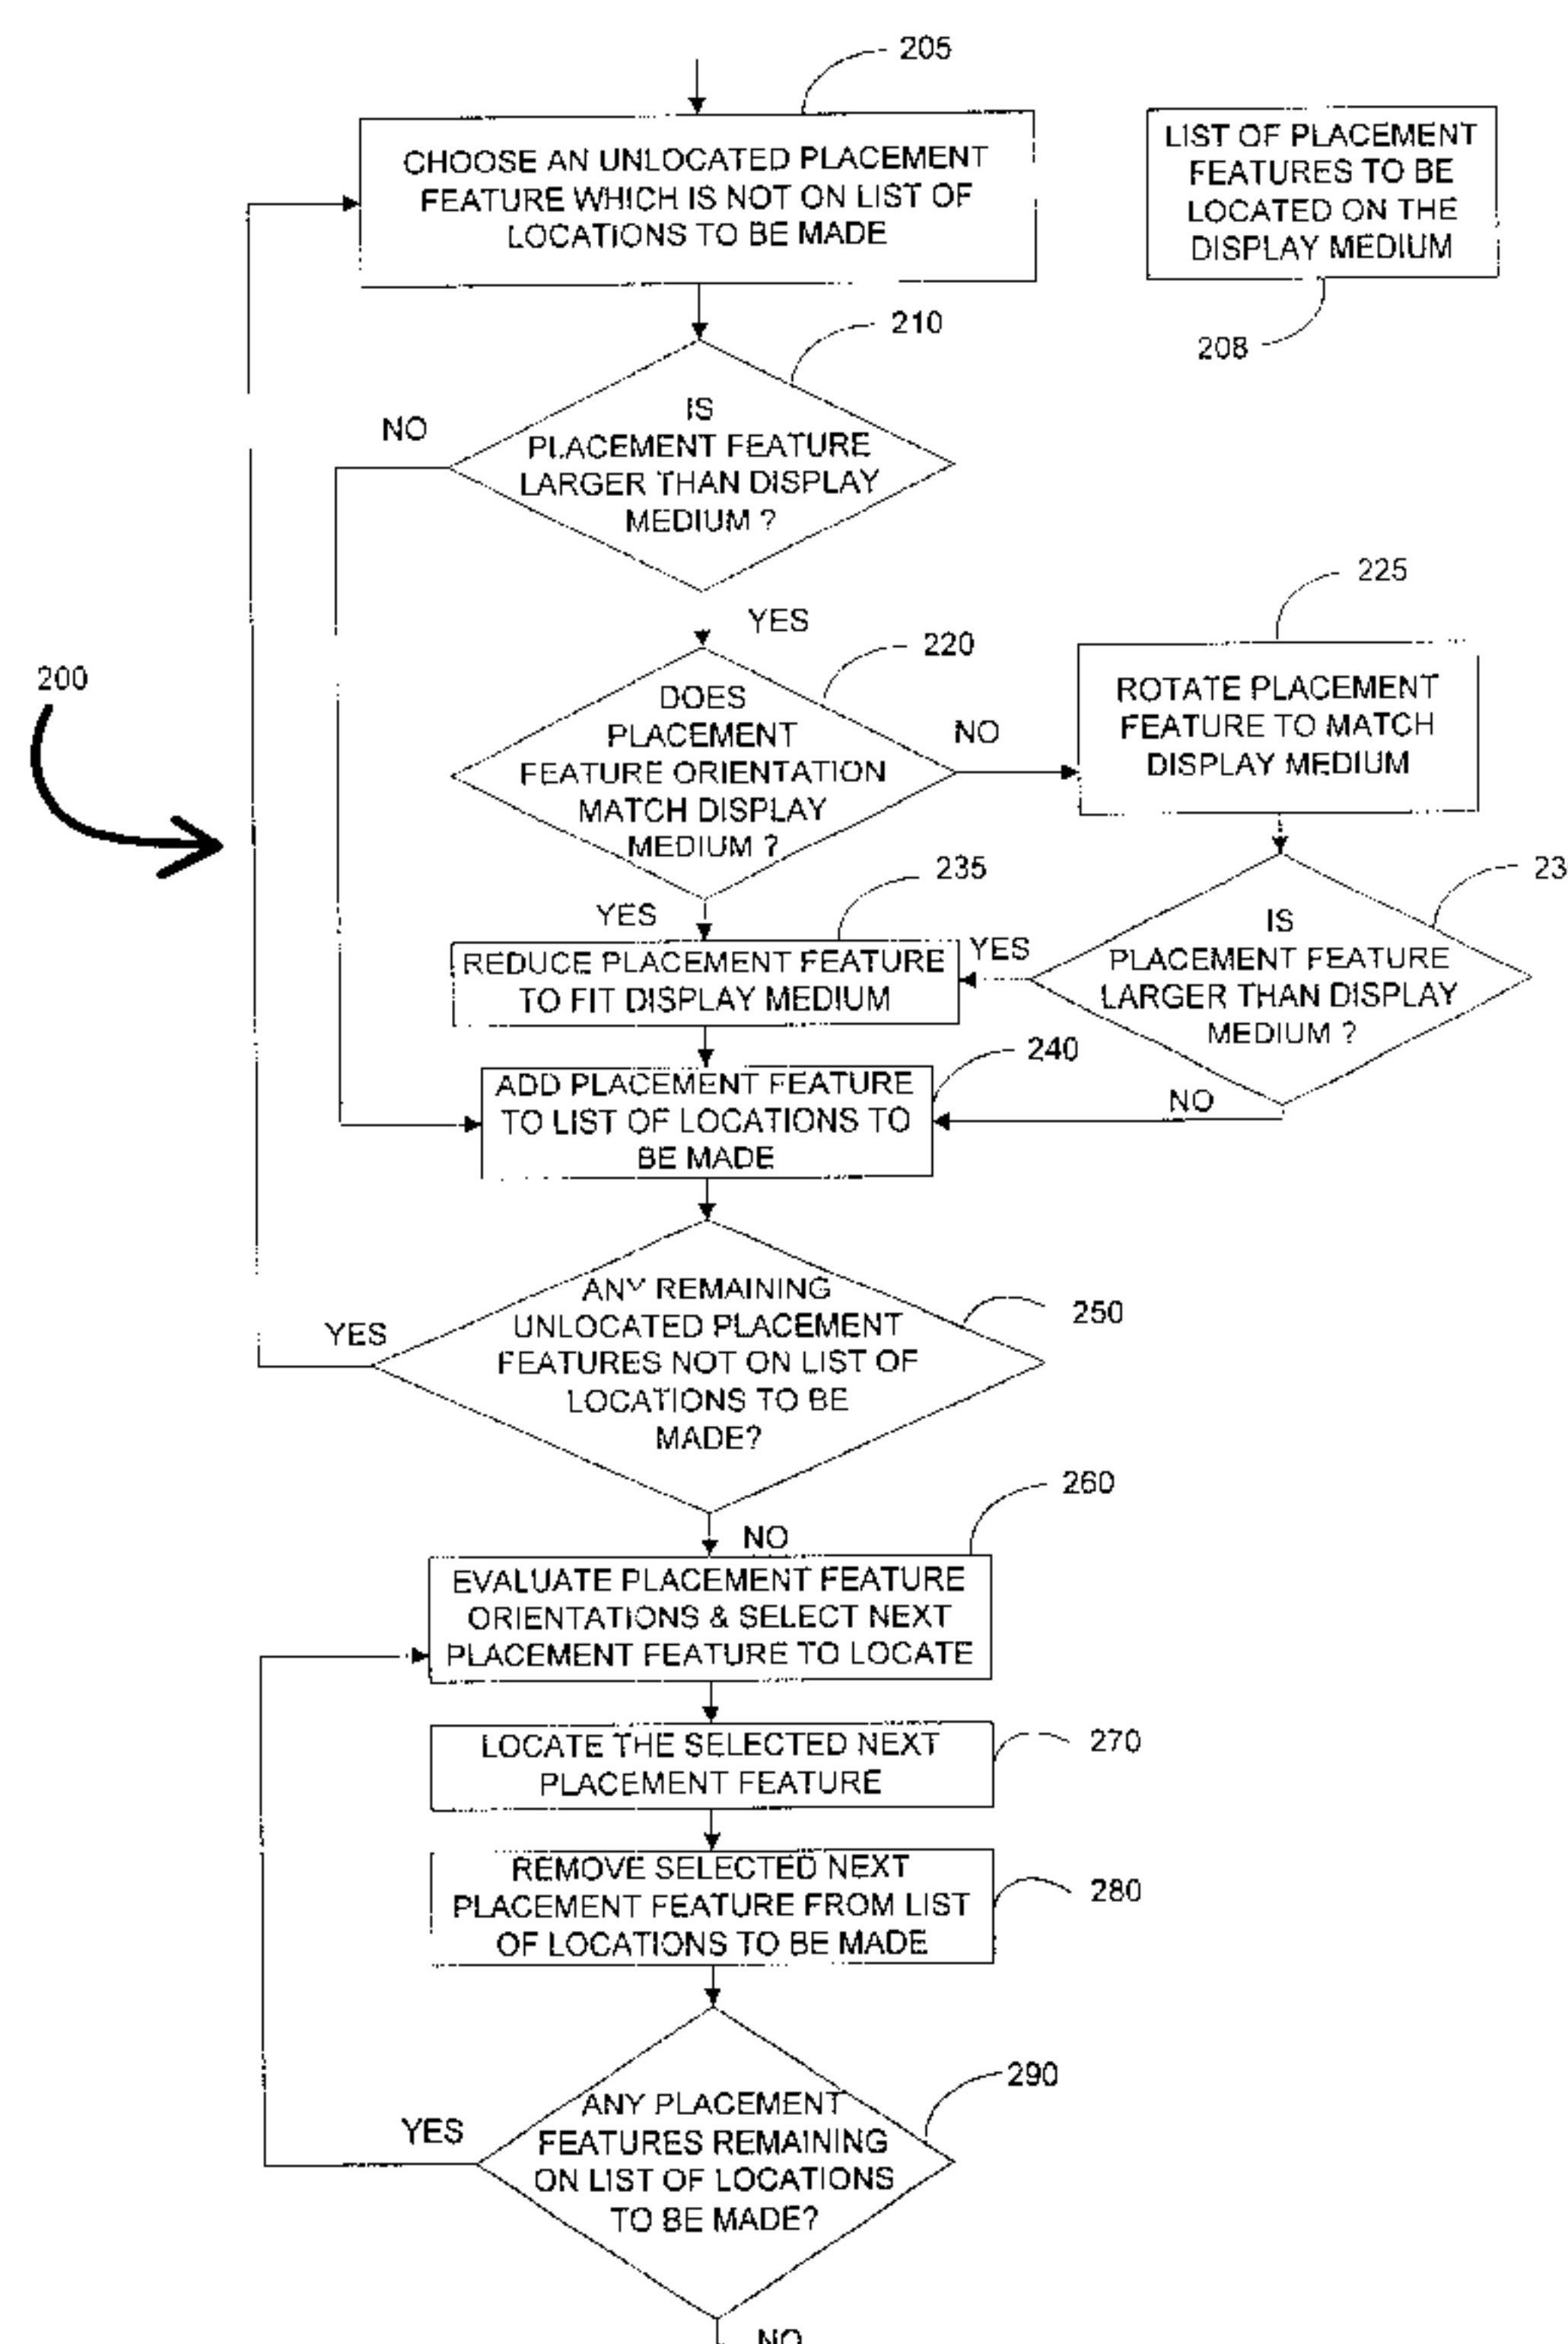 205
CHOOSE AN UNLOCATED PLACEMENT
FEATURE WHICH IS NOT ON LIST OF
LOCATIONS TO BE MADE
LIST OF PLACEMENT
FEATURES TO BE
LOCATED ON THE
DISPLAY MEDIUM
208
210
NO
IS
PLACEMENT FEATURE
LARGER THAN DISPLAY
MEDIUM ?
YES
200
220
DOES
PLACEMENT
FEATURE ORIENTATION
MATCH DISPLAY
MEDIUM ?
NO
225
ROTATE PLACEMENT
FEATURE TO MATCH
DISPLAY MEDIUM
YES
235
REDUCE PLACEMENT FEATURE
TO FIT DISPLAY MEDIUM
YES
23
IS
PLACEMENT FEATURE
LARGER THAN DISPLAY
MEDIUM ?
NO
240
ADD PLACEMENT FEATURE
TO LIST OF LOCATIONS TO
BE MADE
250
YES
ANY REMAINING
UNLOCATED PLACEMENT
FEATURES NOT ON LIST OF
LOCATIONS TO BE
MADE?
NO
260
EVALUATE PLACEMENT FEATURE
ORIENTATIONS & SELECT NEXT
PLACEMENT FEATURE TO LOCATE
LOCATE THE SELECTED NEXT
PLACEMENT FEATURE
270
REMOVE SELECTED NEXT
PLACEMENT FEATURE FROM LIST
OF LOCATIONS TO BE MADE
280
290
YES
ANY PLACEMENT
FEATURES REMAINING
ON LIST OF LOCATIONS
TO BE MADE?
NO